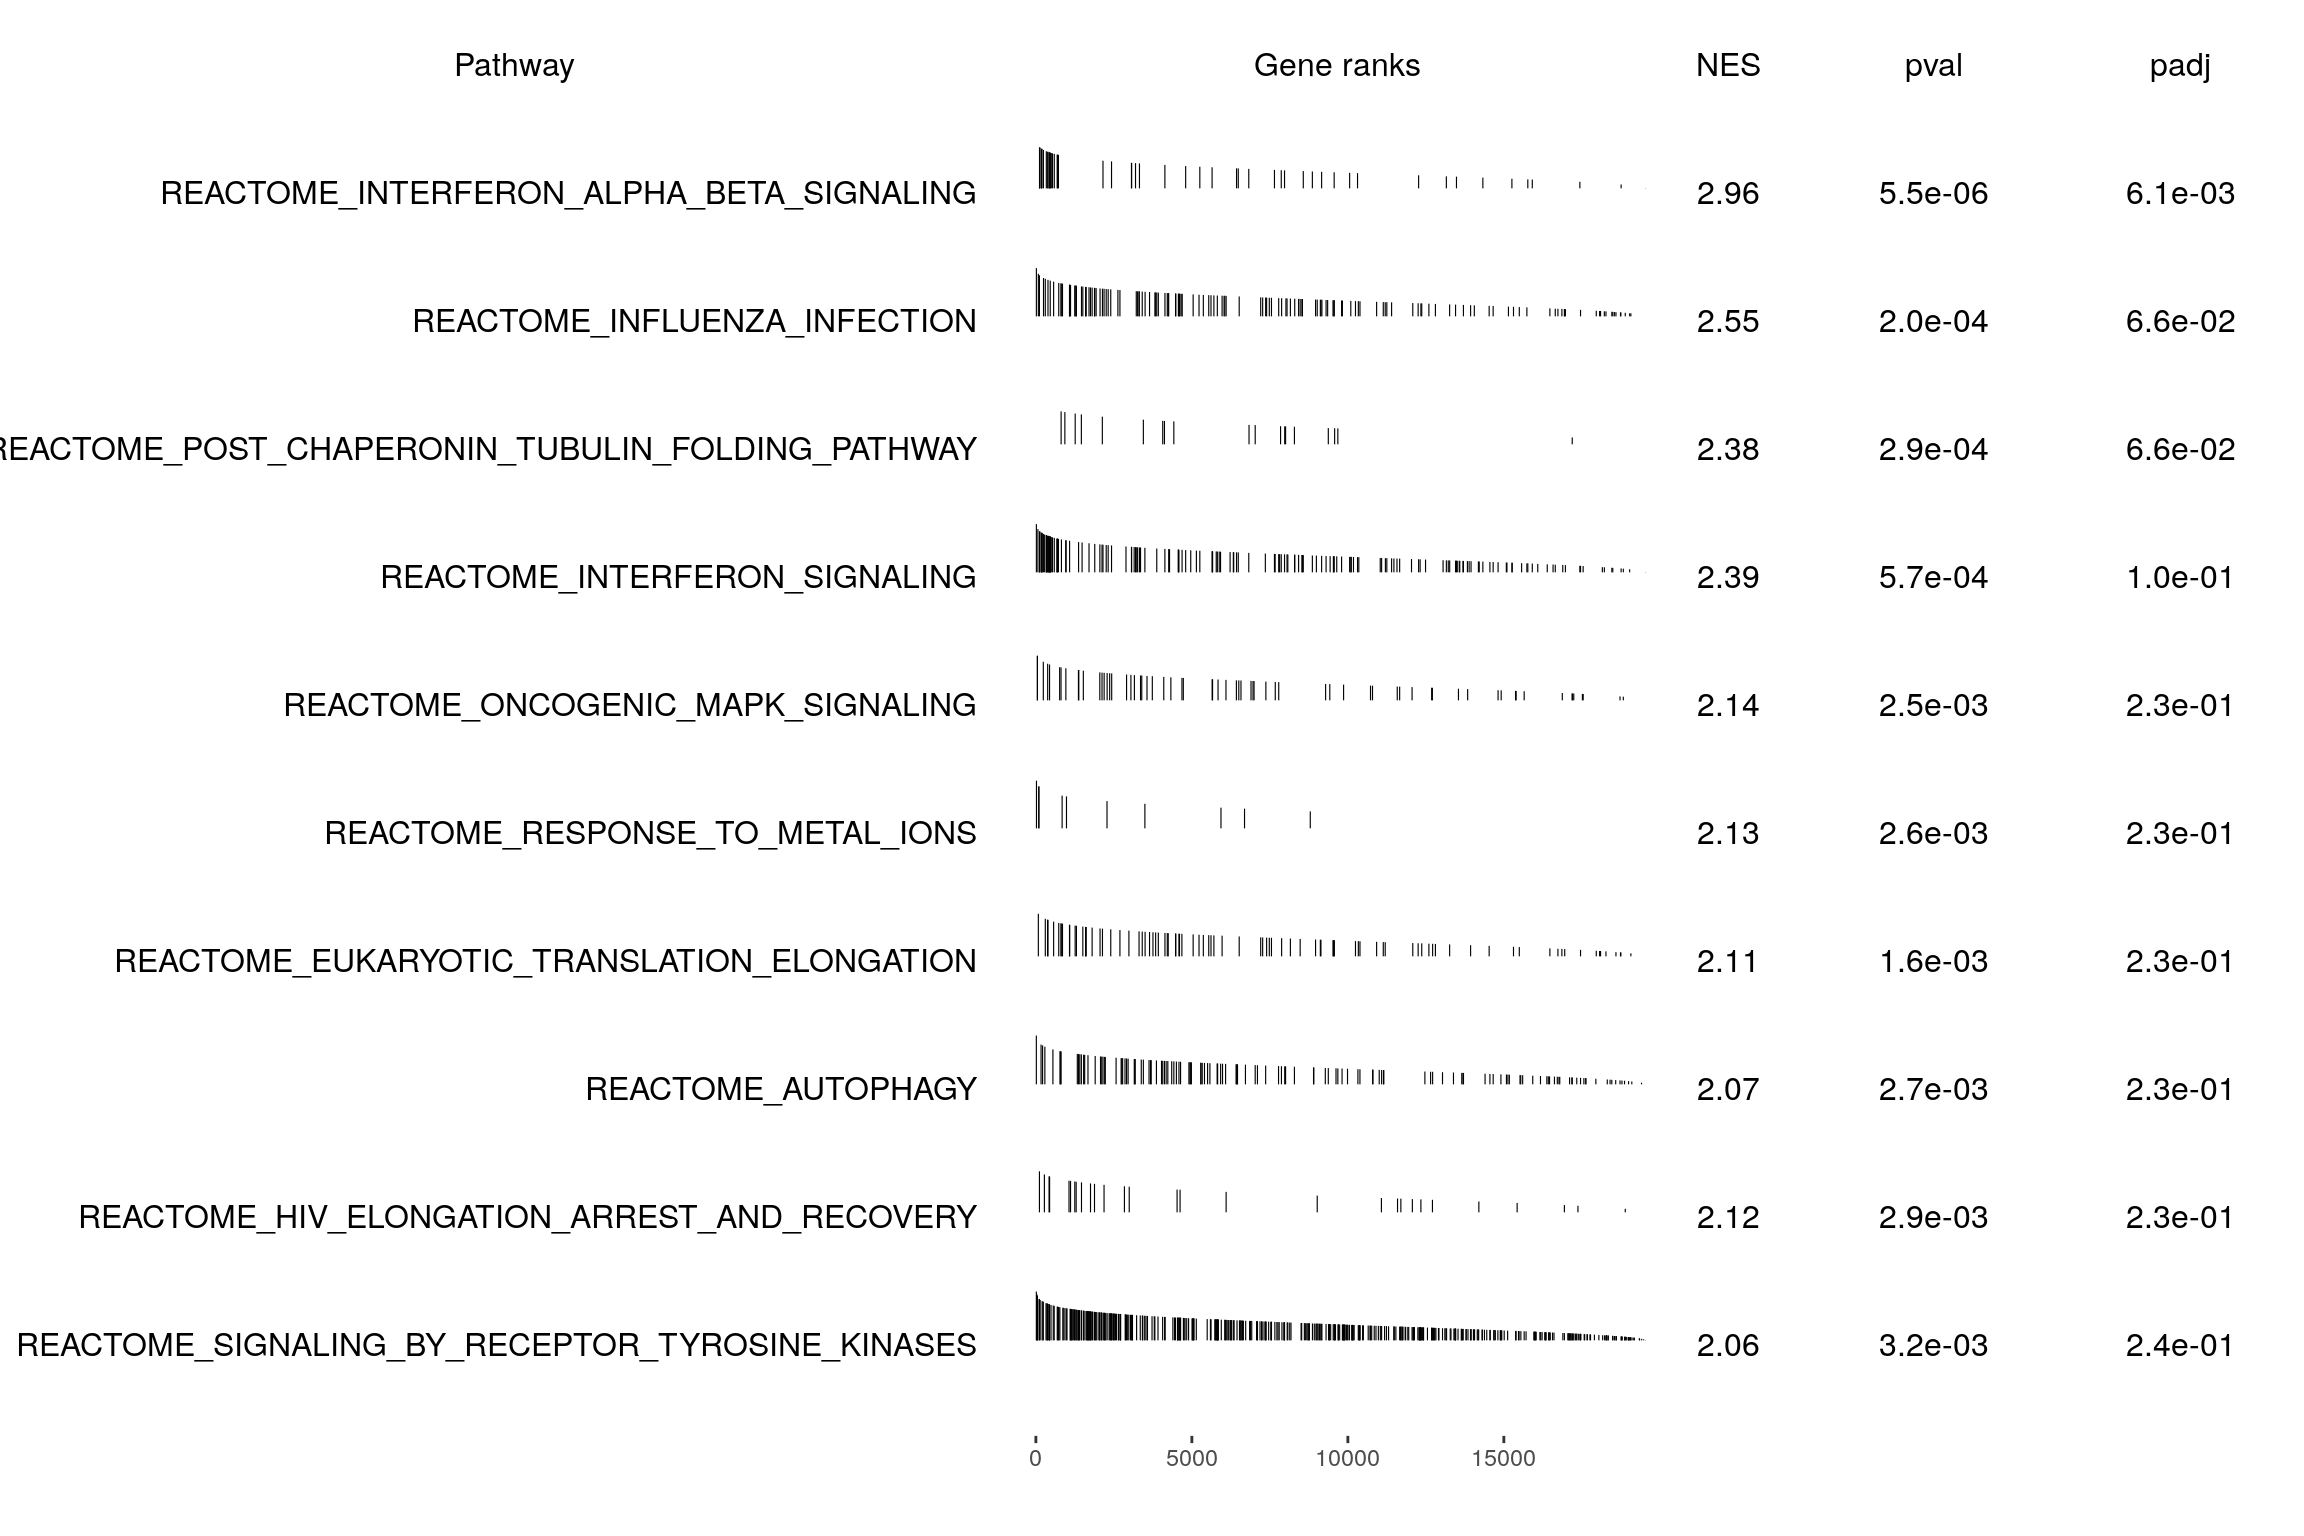 Pathway Gene ranks NES pval padj
REACTOME_INTERFERON_ALPHA_BETA_SIGNALING 2.96 5.5e-06 6.1e-03
REACTOME_INFLUENZA_INFECTION 2.55 2.0e-04 6.6e-02
REACTOME_POST_CHAPERONIN_TUBULIN_FOLDING_PATHWAY 2.38 2.9e-04 6.6e-02
REACTOME_INTERFERON_SIGNALING 2.39 5.7e-04 1.0e-01
REACTOME_ONCOGENIC_MAPK_SIGNALING 2.14 2.5e-03 2.3e-01
REACTOME_RESPONSE_TO_METAL_IONS 2.13 2.6e-03 2.3e-01
REACTOME_EUKARYOTIC_TRANSLATION_ELONGATION 2.11 1.6e-03 2.3e-01
REACTOME_AUTOPHAGY 2.07 2.7e-03 2.3e-01
REACTOME_HIV_ELONGATION_ARREST_AND_RECOVERY 2.12 2.9e-03 2.3e-01
REACTOME_SIGNALING_BY_RECEPTOR_TYROSINE_KINASES 2.06 3.2e-03 2.4e-01
0 5000 10000 15000